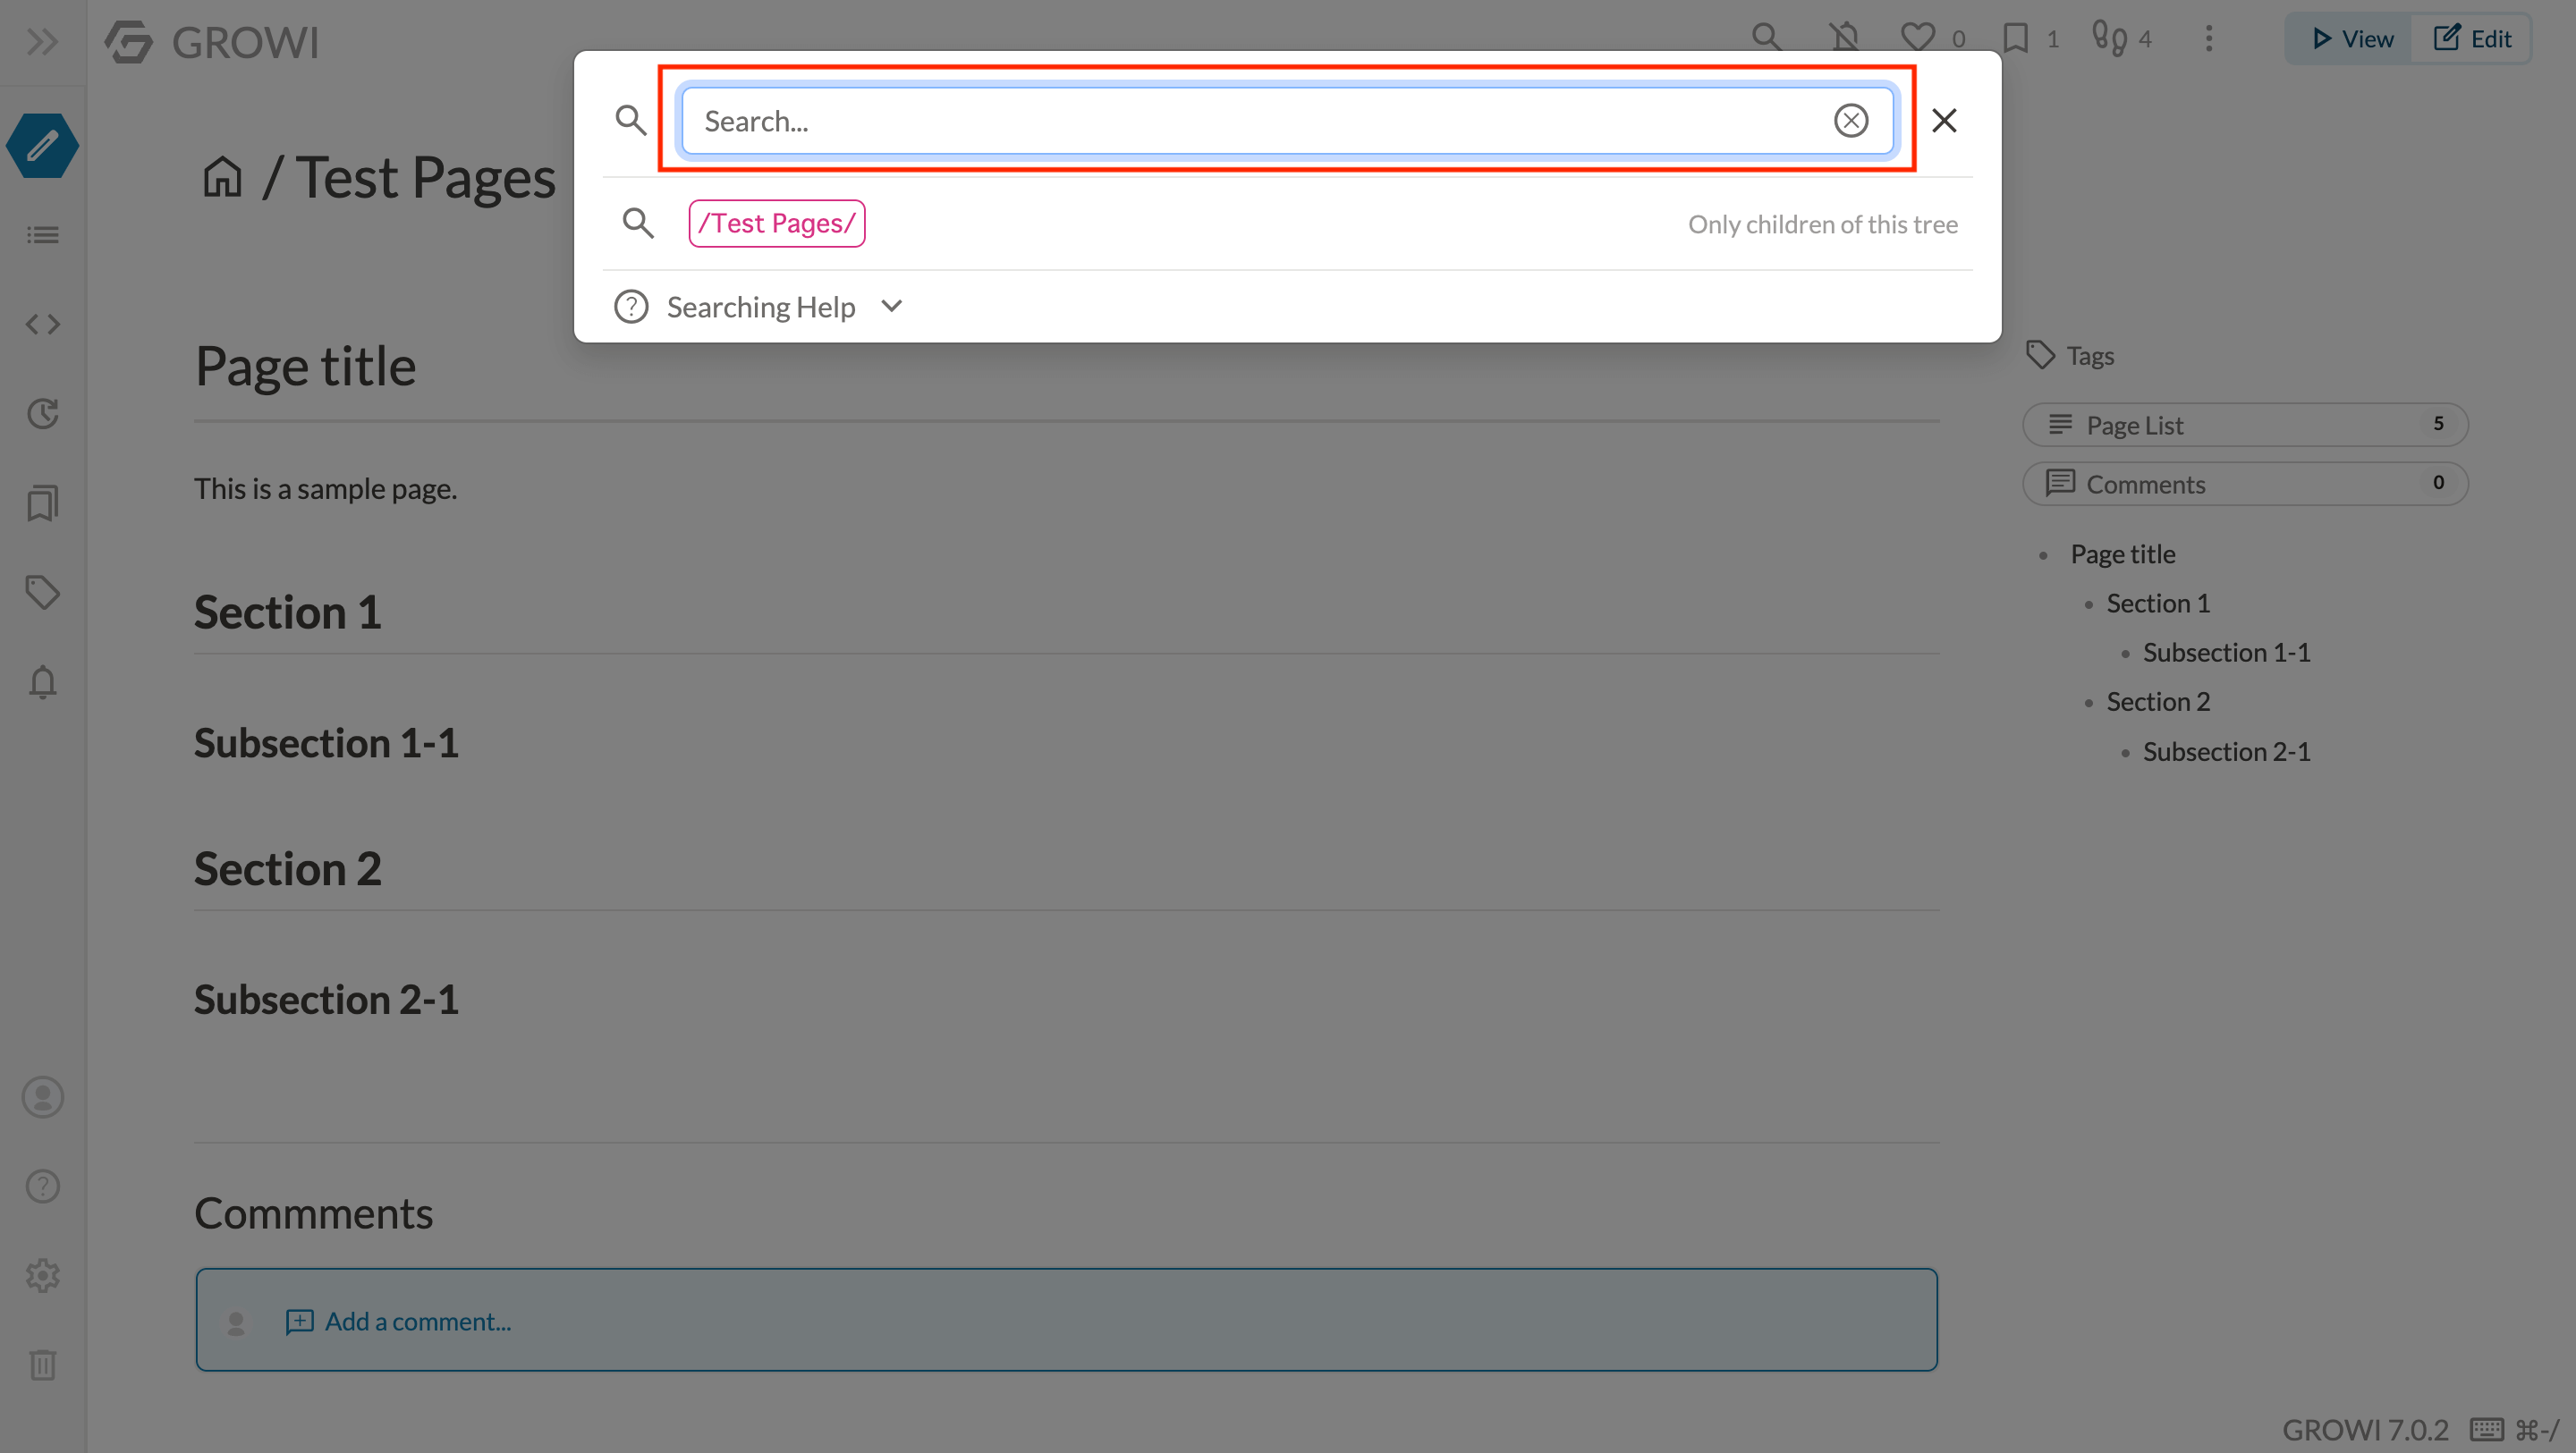 GROWI
0
1
4
View
Edit
Search...
/ Test Pages
/Test Pages/
Only children of this tree
Searching Help
Page title
This is a sample page.
Section 1
Subsection 1-1
Section 2
Subsection 2-1
Tags
Page List 5
Comments 0
Page title
Section 1
Subsection 1-1
Section 2
Subsection 2-1
Commments
Add a comment...
GROWI 7.0.2 ⌘-/